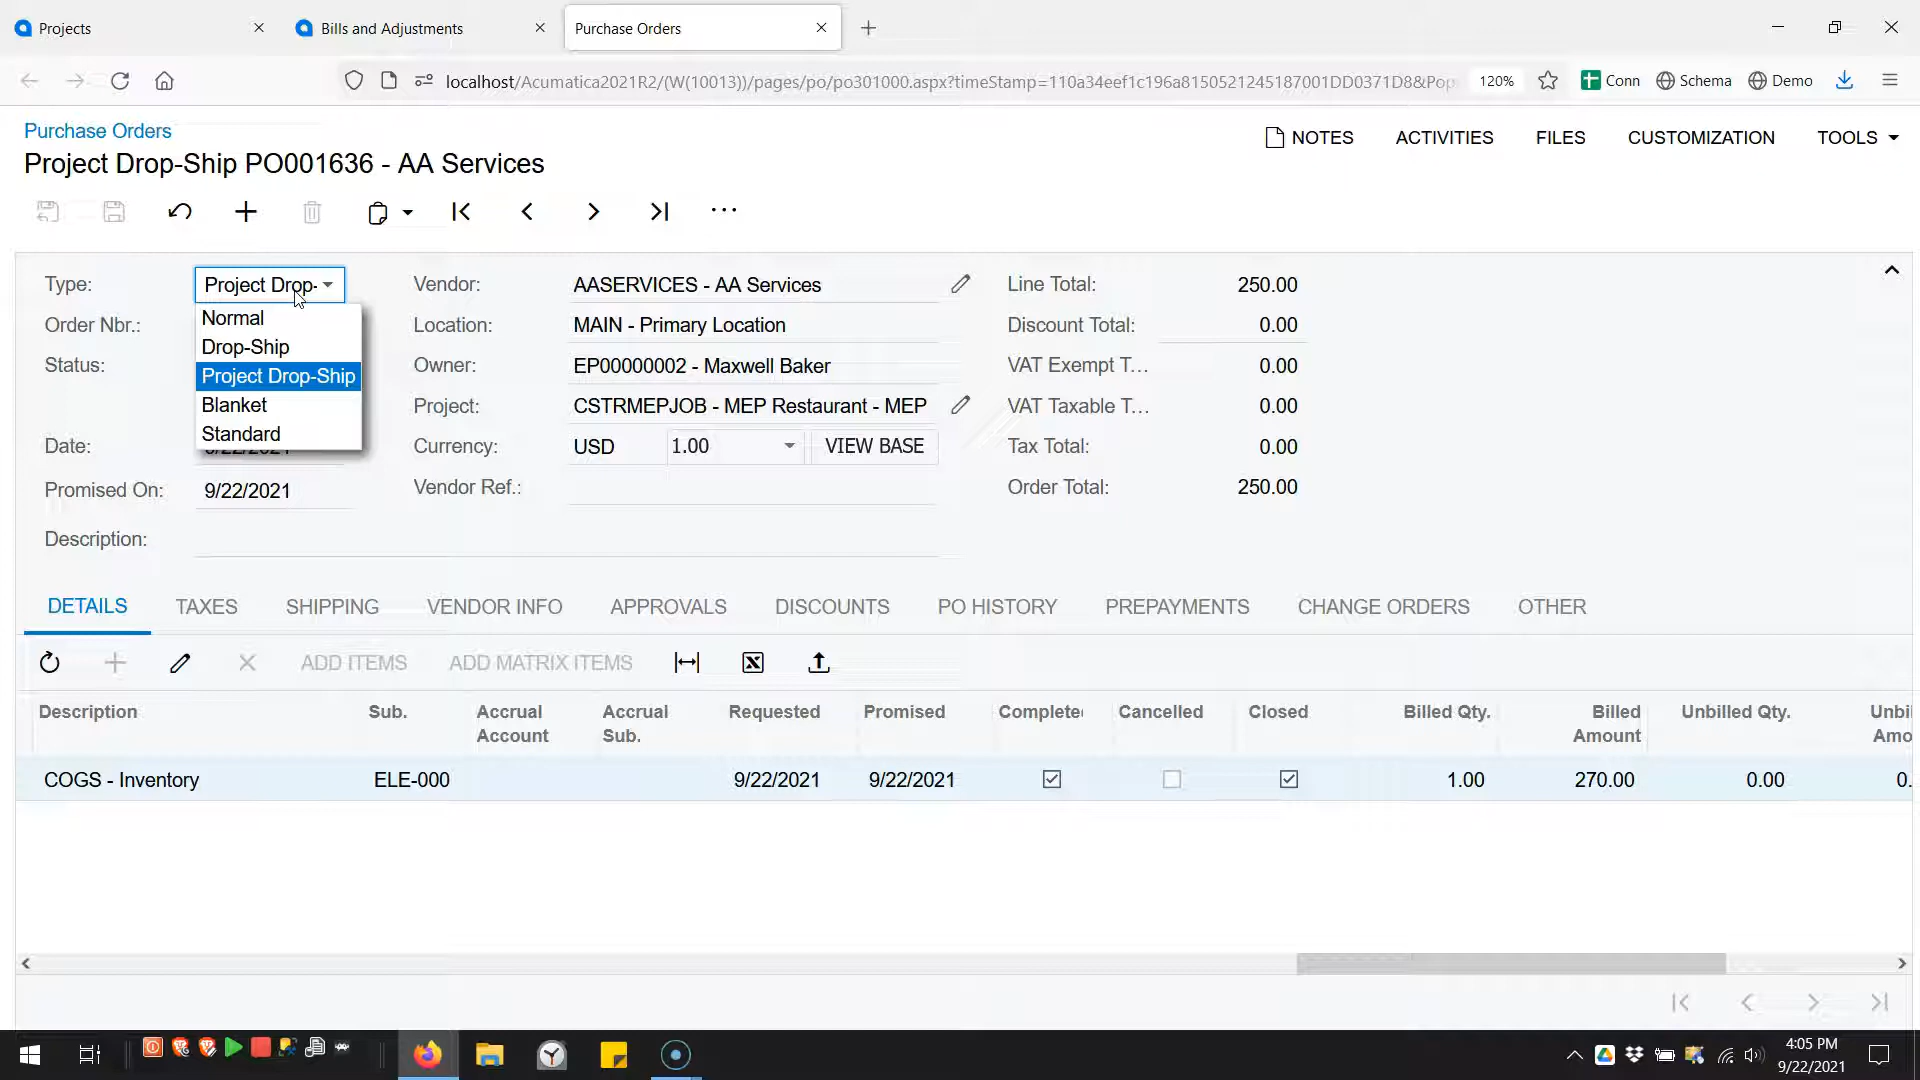 Projects
Bills and Adjustments
Purchase Orders
localhost/Acumatica2021R2/(W(10013))/pages/po/po301000.aspx?timeStamp=110a34eef1c196a8150521245187001DD0371D8&Pop
120%
Conn
Schema
Demo
Purchase Orders
Project Drop-Ship PO001636 - AA Services
NOTES
ACTIVITIES
FILES
CUSTOMIZATION
TOOLS
Type: Project Drop-
Normal
Drop-Ship
Project Drop-Ship
Blanket
Standard
Order Nbr.:
Status:
Date: 9/22/2021
Promised On: 9/22/2021
Description:
Vendor: AASERVICES - AA Services
Location: MAIN - Primary Location
Owner: EP00000002 - Maxwell Baker
Project: CSTRMEPJOB - MEP Restaurant - MEP
Currency: USD 1.00 VIEW BASE
Vendor Ref.:
Line Total: 250.00
Discount Total: 0.00
VAT Exempt T... 0.00
VAT Taxable T... 0.00
Tax Total: 0.00
Order Total: 250.00
DETAILS TAXES SHIPPING VENDOR INFO APPROVALS DISCOUNTS PO HISTORY PREPAYMENTS CHANGE ORDERS OTHER
ADD ITEMS ADD MATRIX ITEMS
Description Sub. Accrual Account Accrual Sub. Requested Promised Complete Cancelled Closed Billed Qty. Billed Amount Unbilled Qty. Unbi Amo
COGS - Inventory ELE-000 9/22/2021 9/22/2021 1.00 270.00 0.00 0.
4:05 PM
9/22/2021